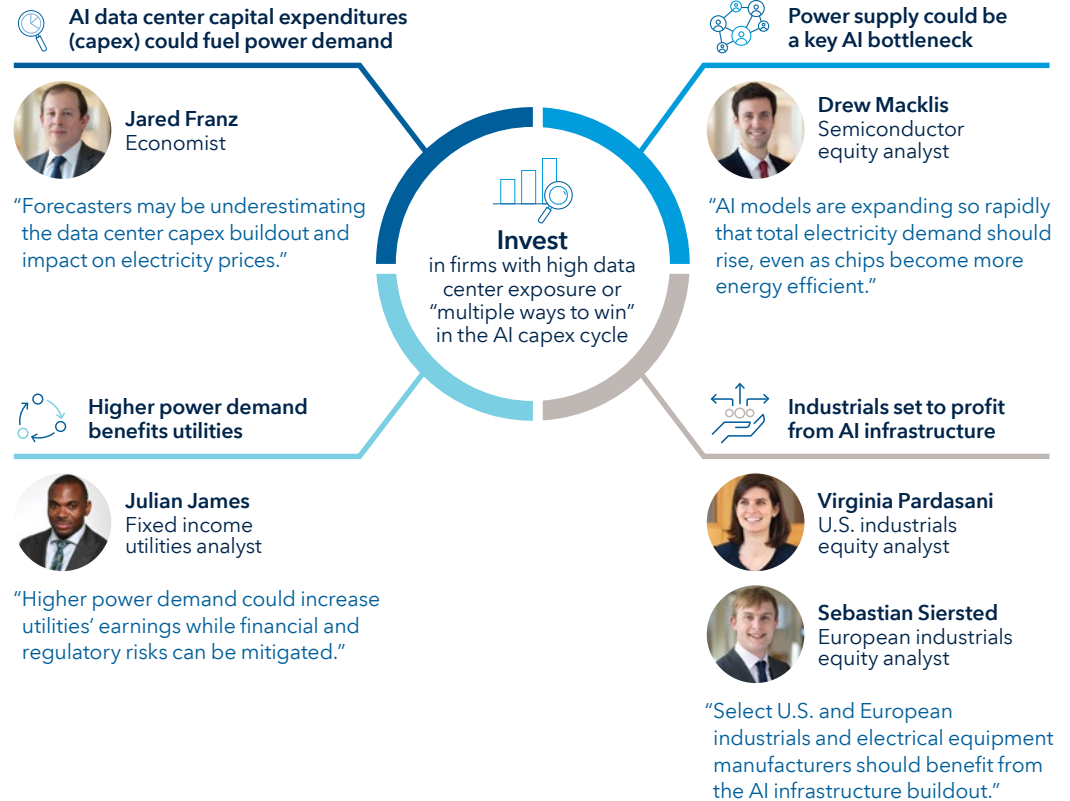 AI data center capital expenditures
(capex) could fuel power demand
Jared Franz
Economist
“Forecasters may be underestimating
the data center capex buildout and
impact on electricity prices.”
Power supply could be
a key AI bottleneck
Drew Macklis
Semiconductor
equity analyst
“AI models are expanding so rapidly
that total electricity demand should
rise, even as chips become more
energy efficient.”
Invest
in firms with high data
center exposure or
“multiple ways to win”
in the AI capex cycle
Higher power demand
benefits utilities
Julian James
Fixed income
utilities analyst
“Higher power demand could increase
utilities’ earnings while financial and
regulatory risks can be mitigated.”
Industrials set to profit
from AI infrastructure
Virginia Pardasani
U.S. industrials
equity analyst
Sebastian Siersted
European industrials
equity analyst
“Select U.S. and European
industrials and electrical equipment
manufacturers should benefit from
the AI infrastructure buildout.”